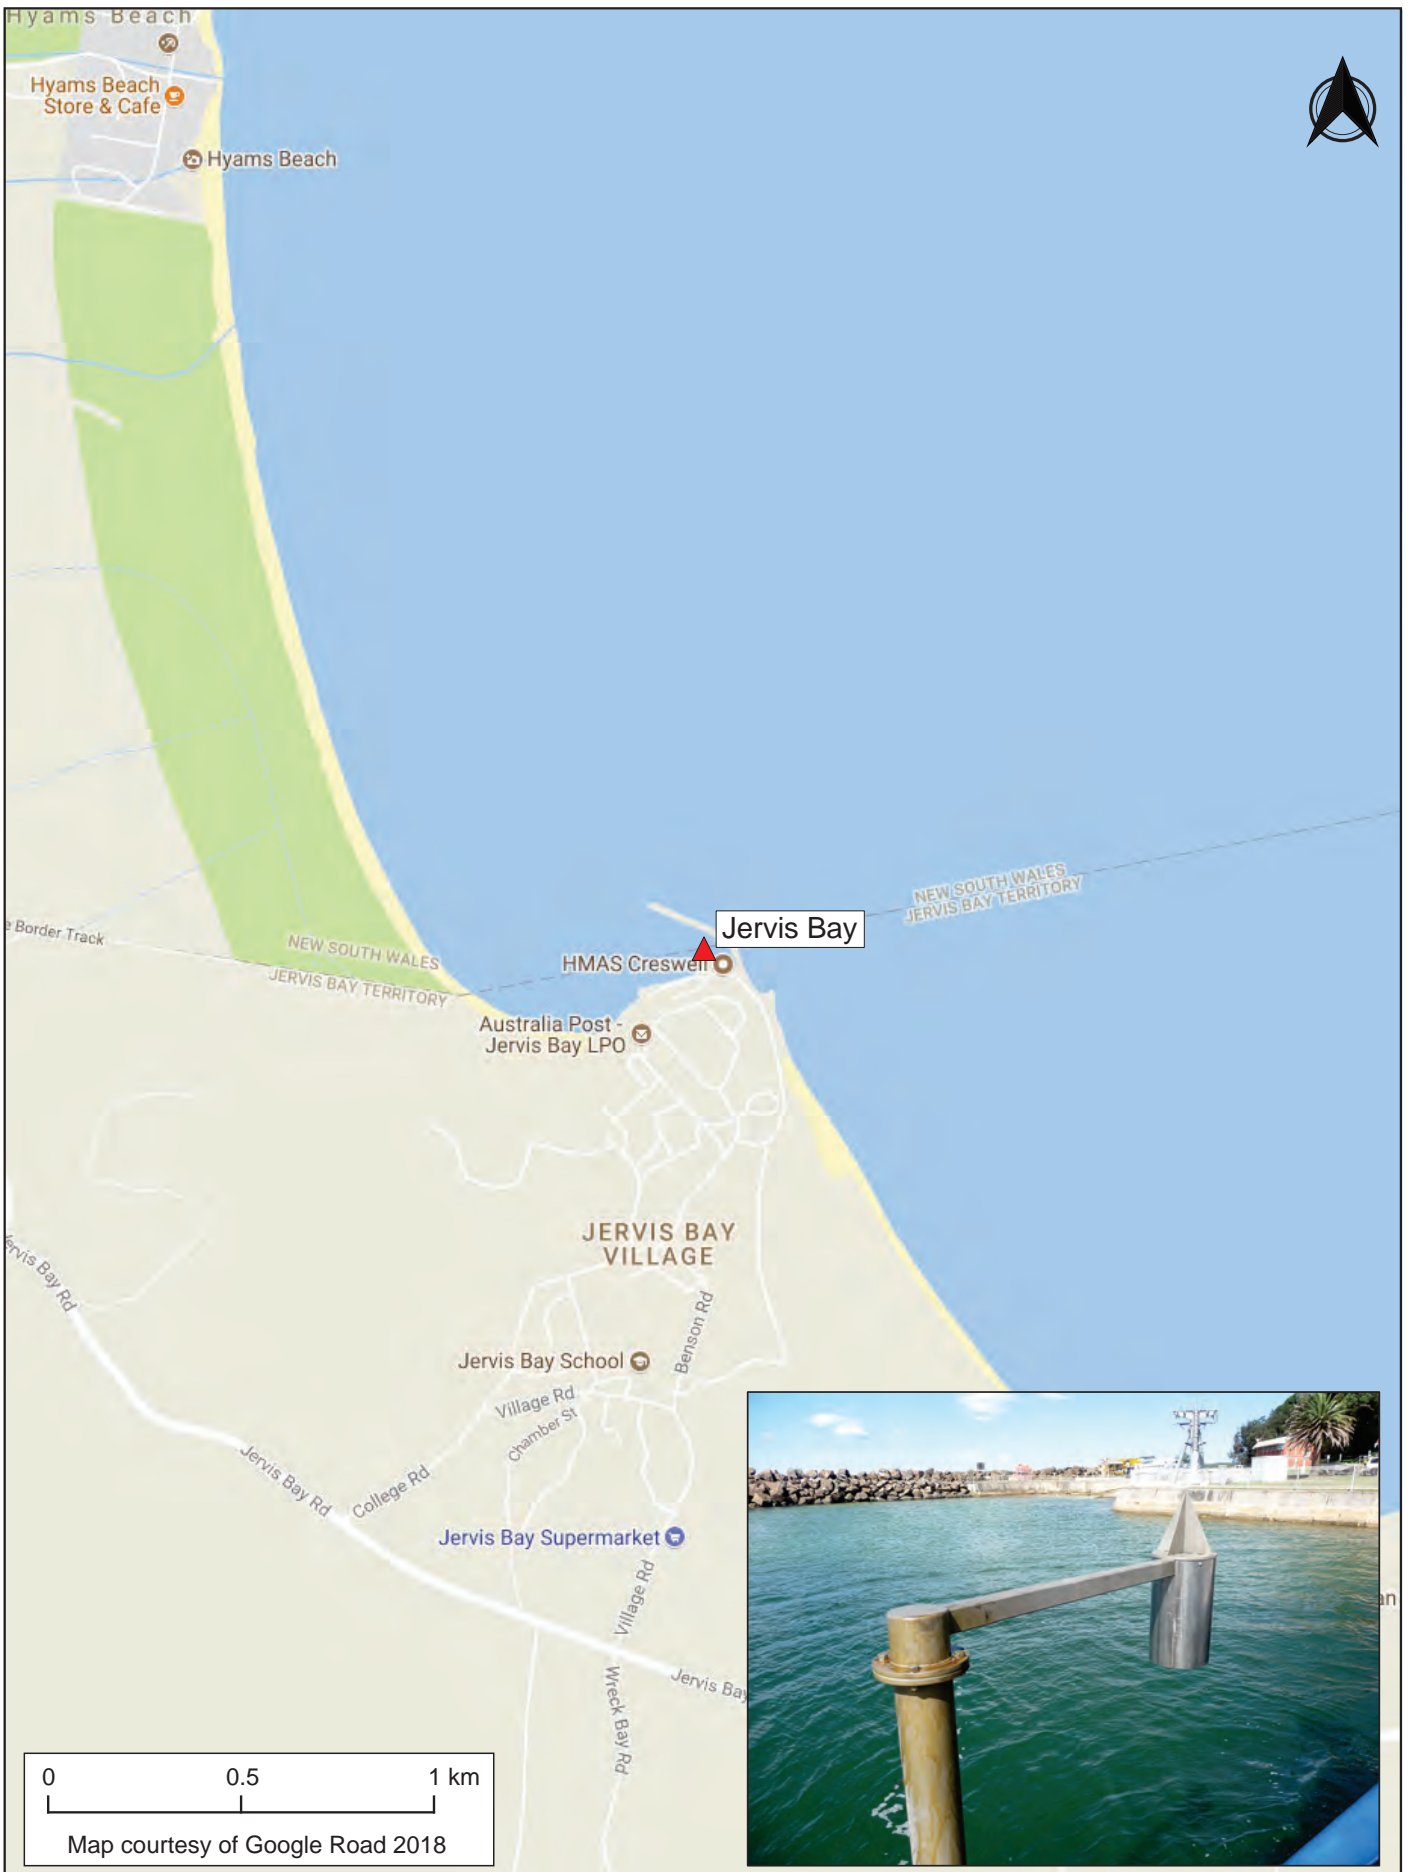 Hyams Beach
Hyams Beach
Store & Cafe
Hyams Beach
NEW SOUTH WALES
JERVIS BAY TERRITORY
Jervis Bay
Border Track
NEW SOUTH WALES
JERVIS BAY TERRITORY
HMAS Creswell
Australia Post -
Jervis Bay LPO
JERVIS BAY
VILLAGE
Jervis Bay Rd
Benson Rd
Jervis Bay School
Village Rd
Chamber St
Jervis Bay Rd
College Rd
Jervis Bay Supermarket
Village Rd
Wreck Bay Rd
Jervis Bay
0 0.5 1 km
Map courtesy of Google Road 2018